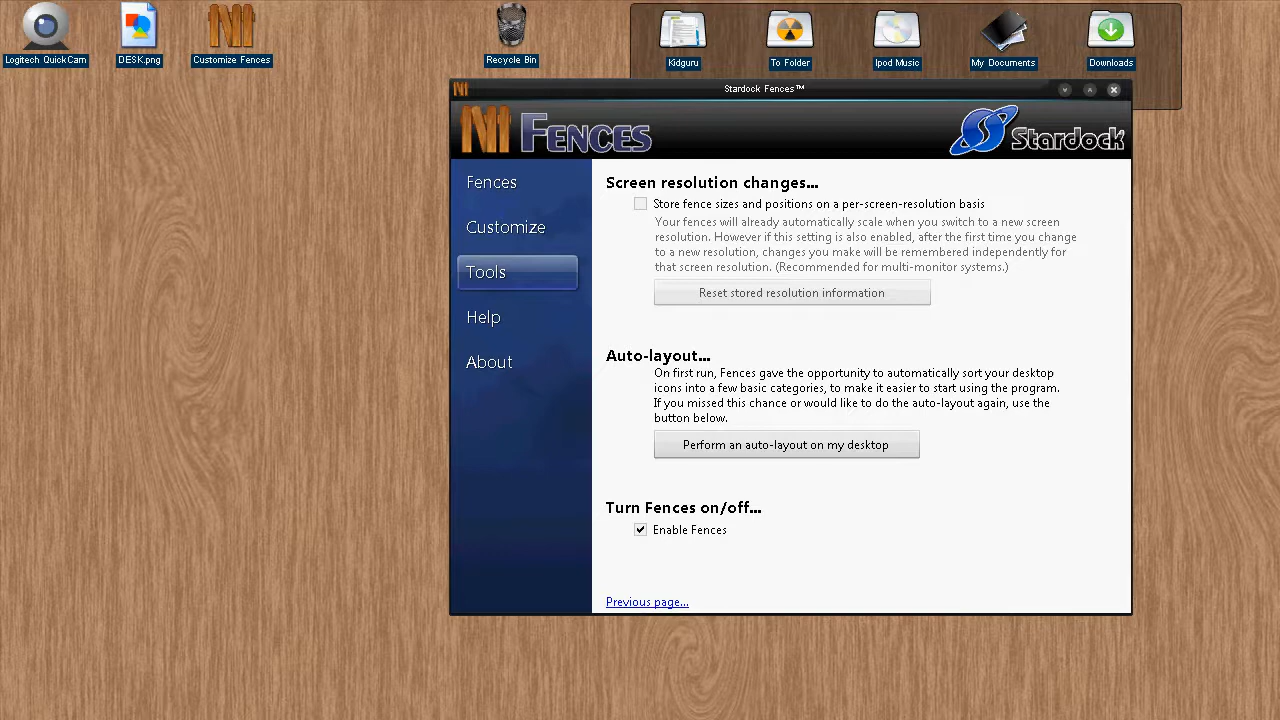 Logitech QuickCam
DESK.png
Customize Fences
Recycle Bin
Kidguru
To Folder
Ipod Music
My Documents
Downloads
Stardock Fences™
FENCES
Stardock
Fences
Customize
Tools
Help
About
Screen resolution changes...
Store fence sizes and positions on a per-screen-resolution basis
Your fences will already automatically scale when you switch to a new screen
resolution. However if this setting is also enabled, after the first time you change
to a new resolution, changes you make will be remembered independently for
that screen resolution. (Recommended for multi-monitor systems.)
Reset stored resolution information
Auto-layout...
On first run, Fences gave the opportunity to automatically sort your desktop
icons into a few basic categories, to make it easier to start using the program.
If you missed this chance or would like to do the auto-layout again, use the
button below.
Perform an auto-layout on my desktop
Turn Fences on/off...
Enable Fences
Previous page...